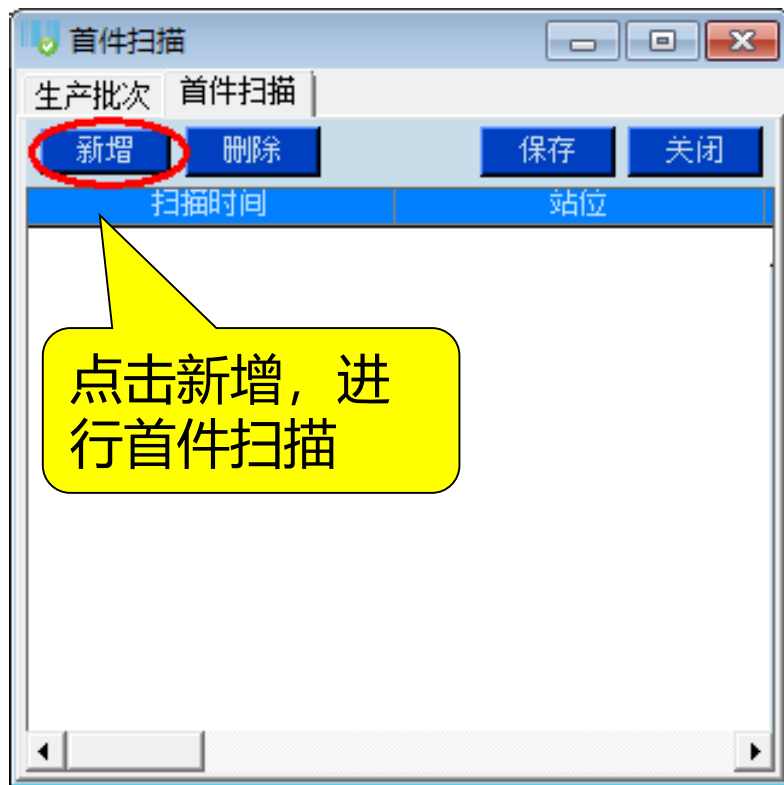 首件扫描
生产批次 首件扫描
新增 删除 保存 关闭
扫描时间 站位
点击新增，进
行首件扫描